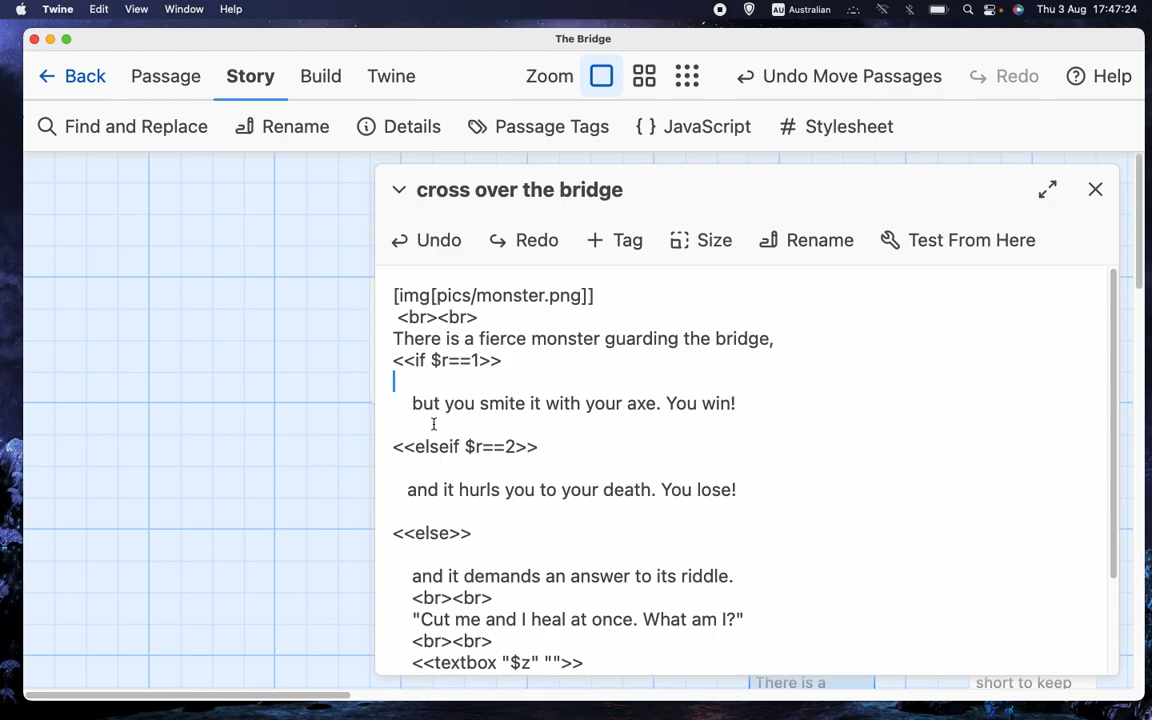 Twine Edit View Window Help AU Australian Thu 3 Aug 17:47:24
The Bridge
Back Passage Story Build Twine Zoom Undo Move Passages Redo Help
Find and Replace Rename Details Passage Tags { } JavaScript # Stylesheet
cross over the bridge
Undo Redo + Tag Size Rename Test From Here
[img[pics/monster.png]]
<br><br>
There is a fierce monster guarding the bridge,
<<if $r==1>>
but you smite it with your axe. You win!
<<elseif $r==2>>
and it hurls you to your death. You lose!
<<else>>
and it demands an answer to its riddle.
<br><br>
"Cut me and I heal at once. What am I?"
<br><br>
<<textbox "$z" "">>
There is a short to keep